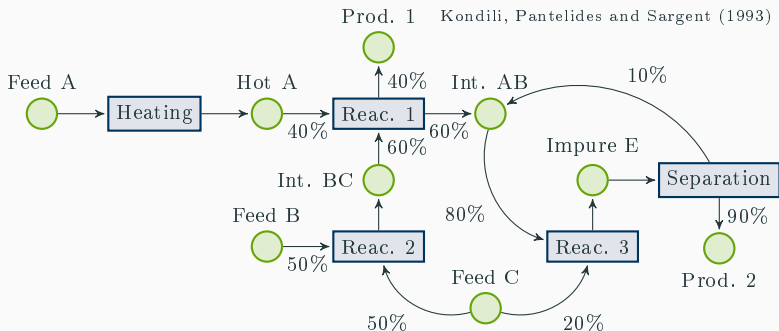 Prod. 1
Kondili, Pantelides and Sargent (1993)
Feed A
Hot A
40%
Int. AB
10%
Heating
Reac. 1
40%
60%
60%
Impure E
Int. BC
Separation
Feed B
80%
90%
Reac. 2
Reac. 3
50%
Feed C
Prod. 2
50%
20%